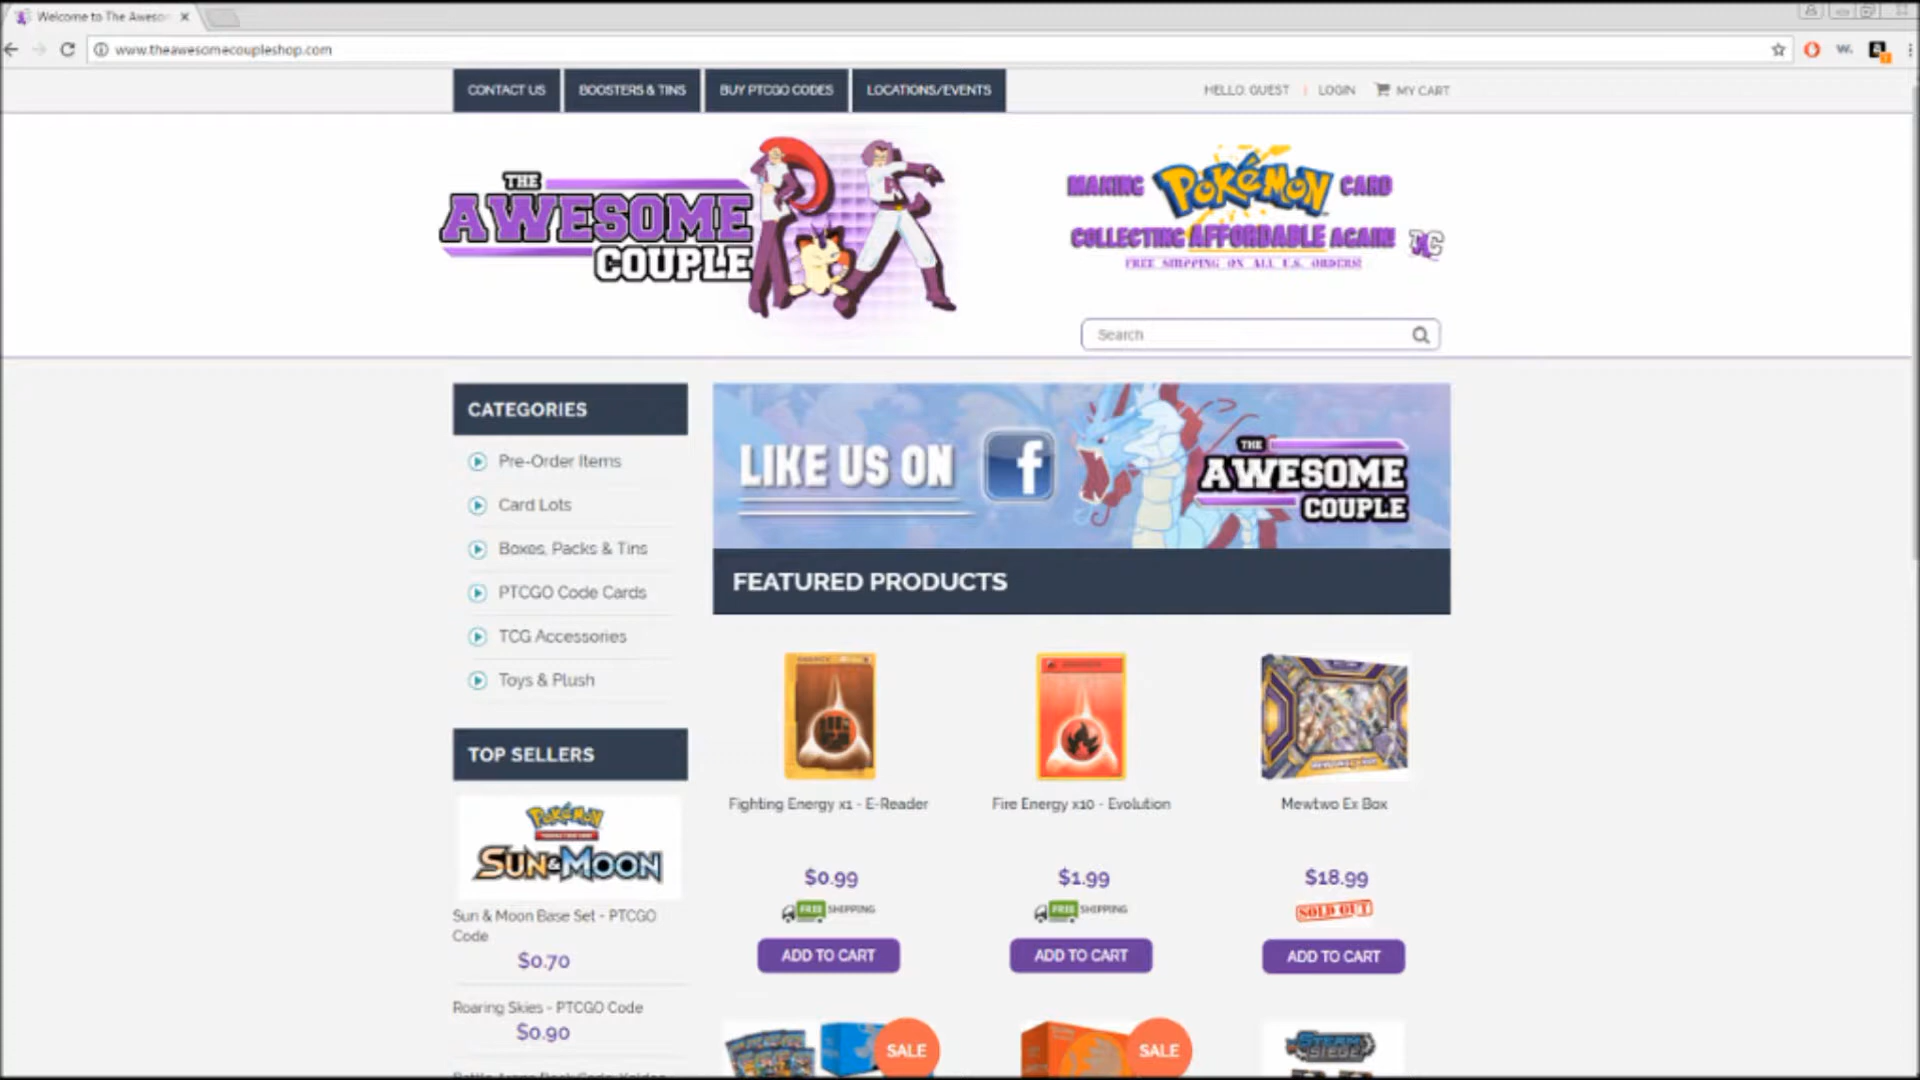 Welcome to The Aweso
www.theawesomecoupleshop.com
CONTACT US
BOOSTERS & TINS
BUY PTCGO CODES
LOCATIONS/EVENTS
HELLO, GUEST
LOGIN
MY CART
THE
AWESOME
COUPLE
MAKING POKéMON CARD
COLLECTING AFFORDABLE AGAIN!
FREE SHIPPING ON ALL U.S. ORDERS!
Search
CATEGORIES
Pre-Order Items
Card Lots
Boxes, Packs & Tins
PTCGO Code Cards
TCG Accessories
Toys & Plush
LIKE US ON
f
THE
AWESOME
COUPLE
FEATURED PRODUCTS
Fighting Energy x1 - E-Reader
$0.99
FREE SHIPPING
ADD TO CART
Fire Energy x10 - Evolution
$1.99
FREE SHIPPING
ADD TO CART
Mewtwo Ex Box
$18.99
SOLD OUT
ADD TO CART
TOP SELLERS
POKéMON
SUN & MOON
Sun & Moon Base Set - PTCGO
Code
$0.70
Roaring Skies - PTCGO Code
$0.90
SALE
SALE
STEAM
SIEGE